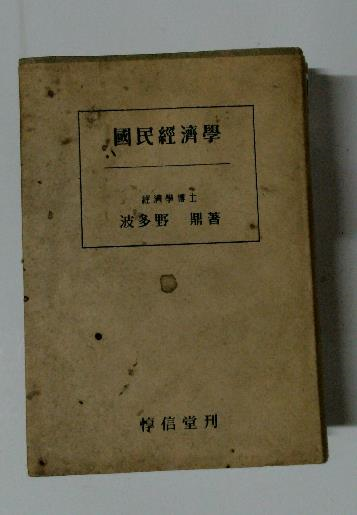 國民經濟學
經濟學博士
波多野 鼎著
惇信堂刊